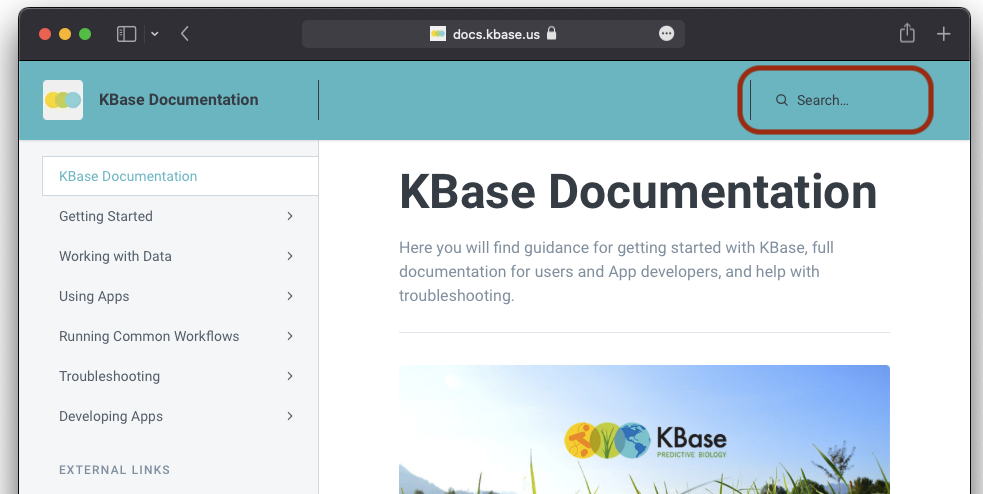 docs.kbase.us
KBase Documentation
Search...
KBase Documentation
Getting Started
Working with Data
Using Apps
Running Common Workflows
Troubleshooting
Developing Apps
EXTERNAL LINKS
KBase Documentation
Here you will find guidance for getting started with KBase, full
documentation for users and App developers, and help with
troubleshooting.
KBase
PREDICTIVE BIOLOGY